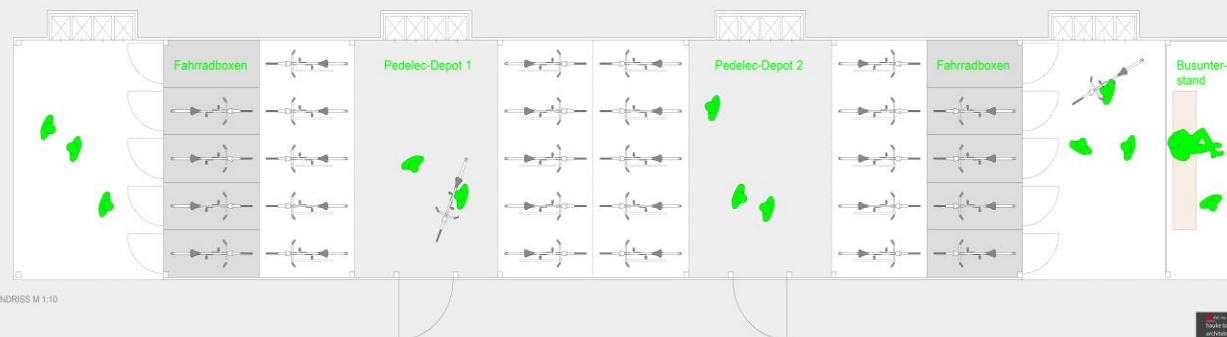 Fahrradboxen
Pedelec-Depot 1
Pedelec-Depot 2
Fahrradboxen
Busunter-
stand
NDRISS M 1:10